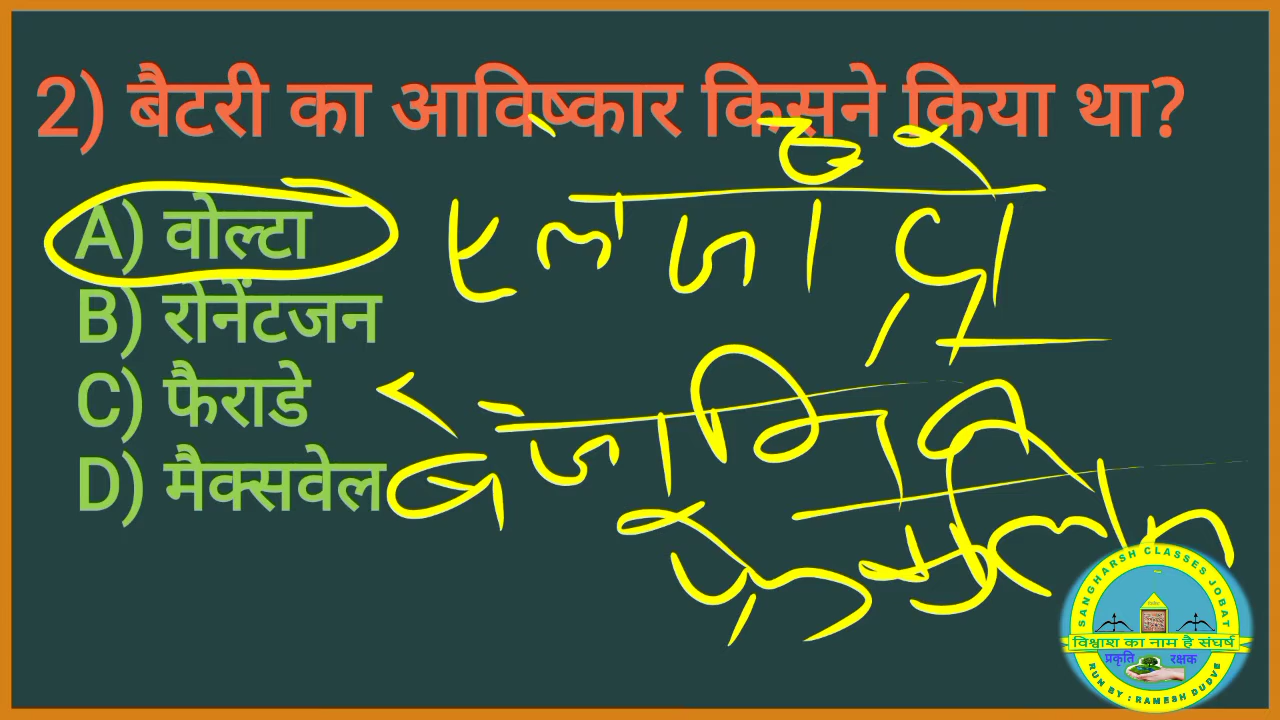 2) बैटरी का आविष्कार किसने किया था?
A) वोल्टा
B) रोनेंटजन
C) फैराडे
D) मैक्सवेल
बेंजामिन
SANGHARSH CLASSES JOBAT
विश्वाश का नाम है संघर्ष
प्रकृति रक्षक
RUN BY : RAMESH DUDVE